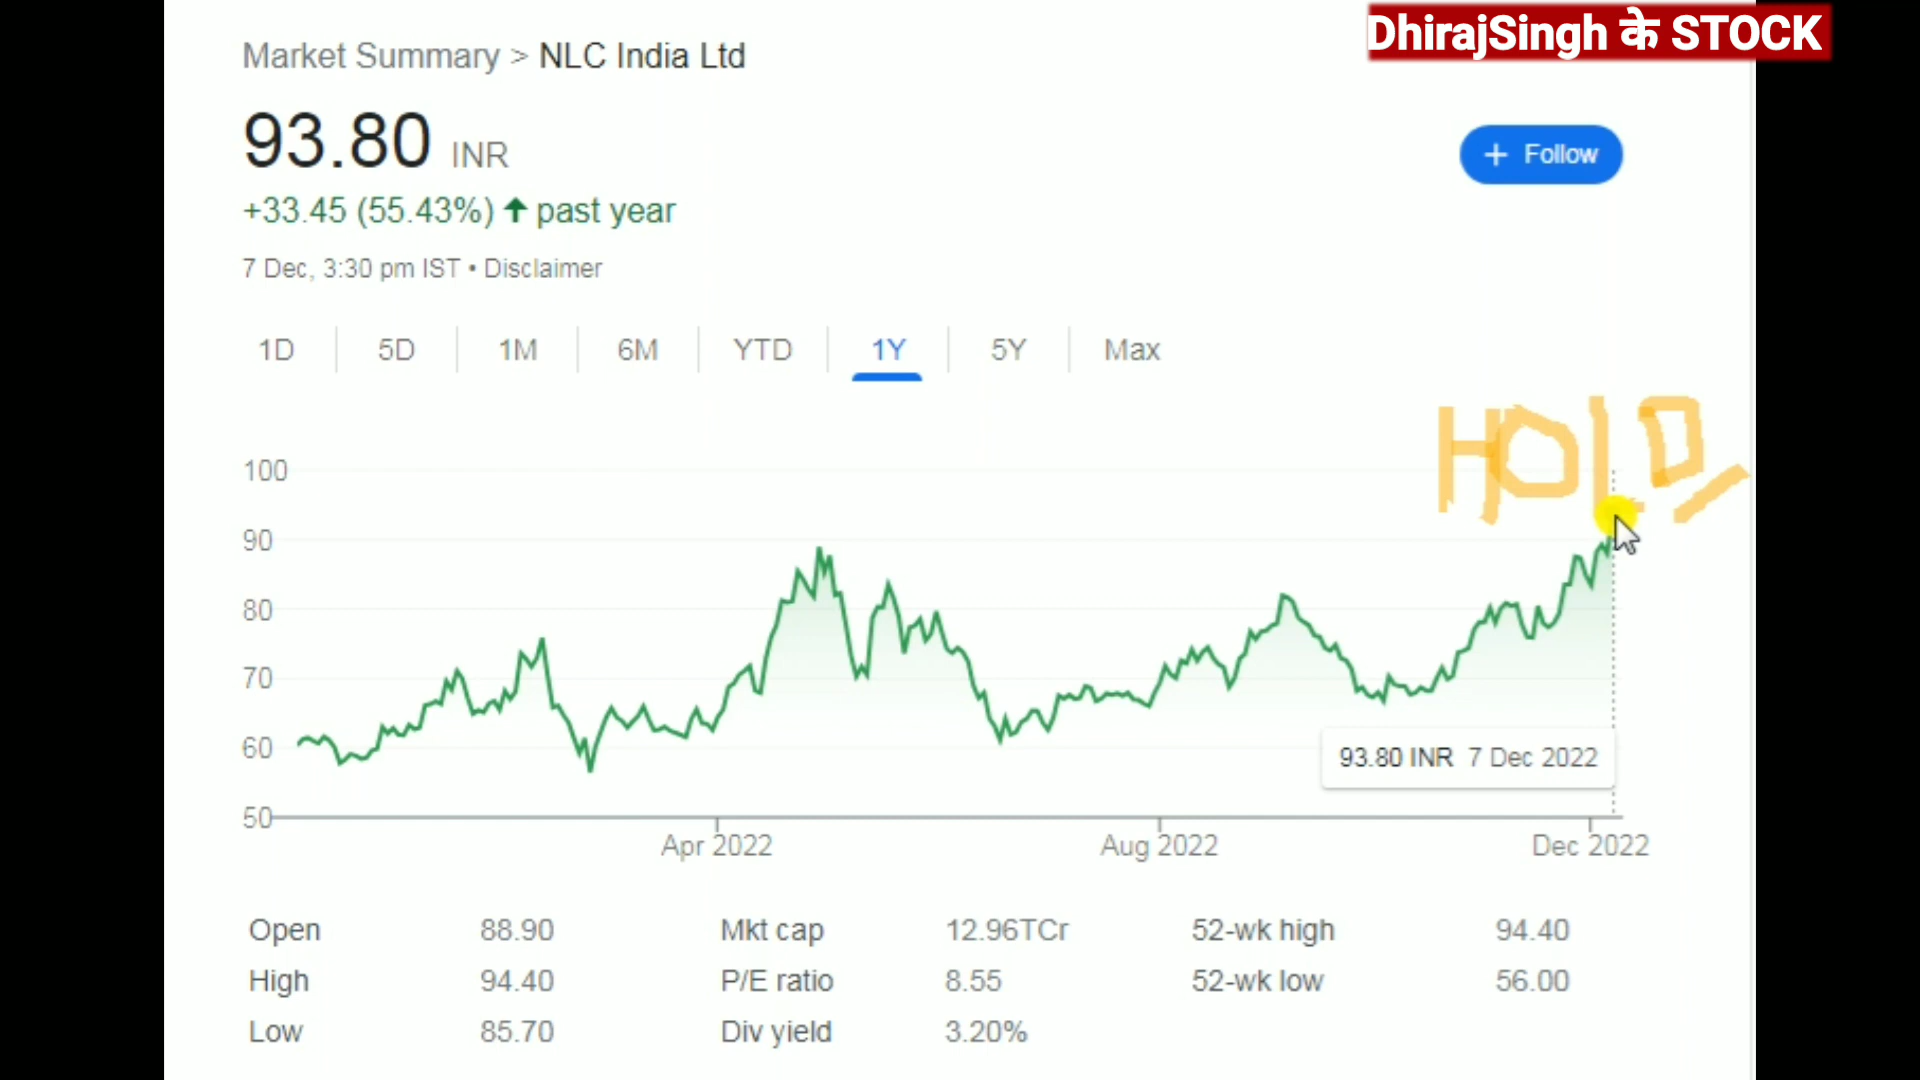 DhirajSingh के STOCK
Market Summary > NLC India Ltd
93.80 INR
+ Follow
+33.45 (55.43%) ↑ past year
7 Dec, 3:30 pm IST • Disclaimer
1D 5D 1M 6M YTD 1Y 5Y Max
HOLD
100
90
80
70
60
50
93.80 INR 7 Dec 2022
Apr 2022 Aug 2022 Dec 2022
Open 88.90 Mkt cap 12.96TCr 52-wk high 94.40
High 94.40 P/E ratio 8.55 52-wk low 56.00
Low 85.70 Div yield 3.20%